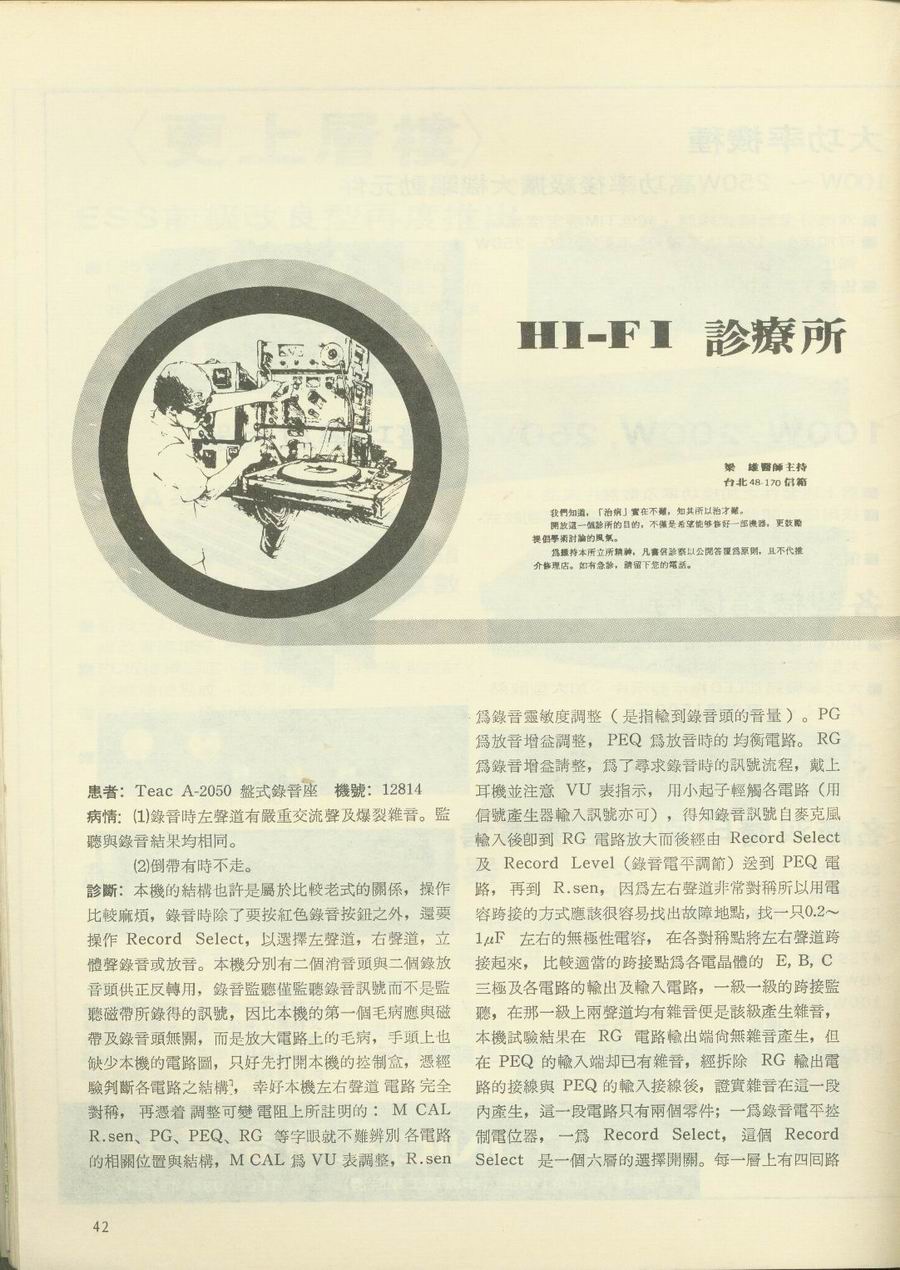 HI-FI 診療所
梁　雄醫師主持
台北48-170信箱
我們知道，「治病」實在不難，知其所以治才難。
開放這一個診所的目的，不僅是希望能够修好一部機器，更鼓勵
提倡學術討論的風氣。
爲維持本所立所精神，凡書信診察以公開答覆爲原則，且不代推
介修理店。如有急診，請留下您的電話。
患者：Teac A-2050 盤式錄音座　機號：12814
病情：⑴錄音時左聲道有嚴重交流聲及爆裂雜音。監
聽與錄音結果均相同。
⑵倒帶有時不走。
診斷：本機的結構也許是屬於比較老式的關係，操作
比較麻煩，錄音時除了要按紅色錄音按鈕之外，還要
操作 Record Select，以選擇左聲道，右聲道，立
體聲錄音或放音。本機分別有二個消音頭與二個錄放
音頭供正反轉用，錄音監聽僅監聽錄音訊號而不是監
聽磁帶所錄得的訊號，因比本機的第一個毛病應與磁
帶及錄音頭無關，而是放大電路上的毛病，手頭上也
缺少本機的電路圖，只好先打開本機的控制盒，憑經
驗判斷各電路之結構，幸好本機左右聲道電路完全
對稱，再憑着調整可變電阻上所註明的：M CAL
R.sen、PG、PEQ、RG 等字眼就不難辨別各電路
的相關位置與結構，M CAL 爲 VU 表調整，R.sen
爲錄音靈敏度調整（是指輸到錄音頭的音量）。PG
爲放音增益調整，PEQ 爲放音時的均衡電路。RG
爲錄音增益調整，爲了尋求錄音時的訊號流程，戴上
耳機並注意 VU 表指示，用小起子輕觸各電路（用
信號產生器輸入訊號亦可），得知錄音訊號自麥克風
輸入後卽到 RG 電路放大而後經由 Record Select
及 Record Level（錄音電平調節）送到 PEQ 電
路，再到 R.sen，因爲左右聲道非常對稱所以用電
容跨接的方式應該很容易找出故障地點，找一只0.2～
1μF 左右的無極性電容，在各對稱點將左右聲道跨
接起來，比較適當的跨接點爲各電晶體的 E, B, C
三極及各電路的輸出及輸入電路，一級一級的跨接監
聽，在那一級上兩聲道均有雜音便是該級產生雜音，
本機試驗結果在 RG 電路輸出端尙無雜音產生，但
在 PEQ 的輸入端却已有雜音，經拆除 RG 輸出電
路的接線與 PEQ 的輸入接線後，證實雜音在這一段
內產生，這一段電路只有兩個零件；一爲錄音電平控
制電位器，一爲 Record Select，這個 Record
Select 是一個六層的選擇開關。每一層上有四囘路
42